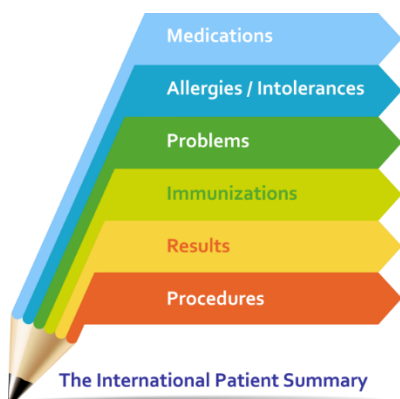 Medications
Allergies / Intolerances
Problems
Immunizations
Results
Procedures
The International Patient Summary